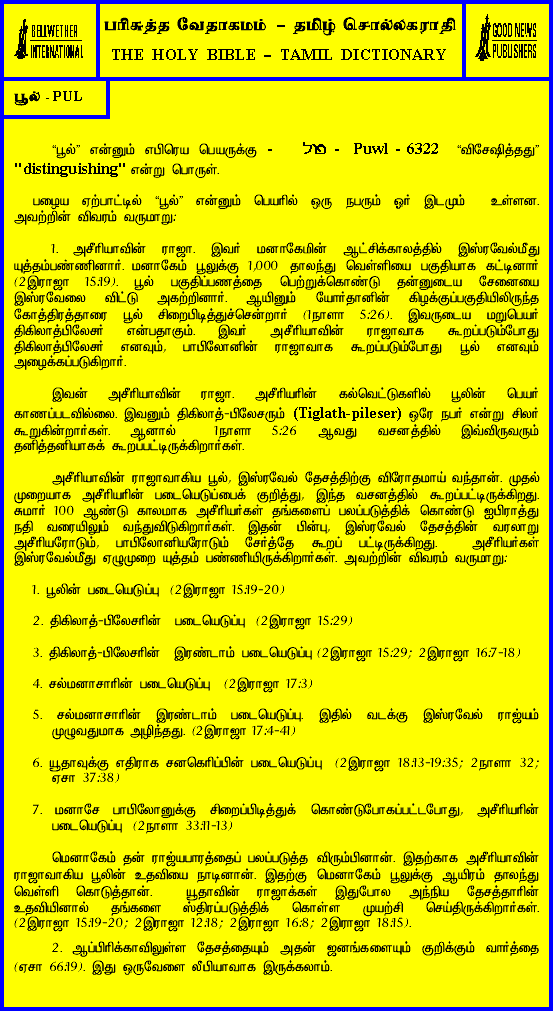 BELLWETHER
INTERNATIONAL
பரிசுத்த வேதாகமம் – தமிழ் சொல்லகராதி
THE HOLY BIBLE – TAMIL DICTIONARY
GOOD NEWS
PUBLISHERS
பூல் - PUL
“பூல்” என்னும் எபிரெய பெயருக்கு - פול - Puwl - 6322 “விசேஷித்தது”
"distinguishing" என்று பொருள்.
பழைய ஏற்பாட்டில் “பூல்” என்னும் பெயரில் ஒரு நபரும் ஓர் இடமும் உள்ளன.
அவற்றின் விவரம் வருமாறு:
1. அசீரியாவின் ராஜா. இவர் மனாகேமின் ஆட்சிக்காலத்தில் இஸ்ரவேல்மீது
யுத்தம்பண்ணினார். மனாகேம் பூலுக்கு 1,000 தாலந்து வெள்ளியை பகுதியாக கட்டினார்
(2இராஜா 15:19). பூல் பகுதிப்பணத்தை பெற்றுக்கொண்டு தன்னுடைய சேனையை
இஸ்ரவேலை விட்டு அகற்றினார். ஆயினும் யோர்தானின் கிழக்குப்பகுதியிலிருந்த
கோத்திரத்தாரை பூல் சிறைபிடித்துச்சென்றார் (1நாளா 5:26). இவருடைய மறுபெயர்
திகிலாத்பிலேசர் என்பதாகும். இவர் அசீரியாவின் ராஜாவாக கூறப்படும்போது
திகிலாத்பிலேசர் எனவும், பாபிலோனின் ராஜாவாக கூறப்படும்போது பூல் எனவும்
அழைக்கப்படுகிறார்.
இவன் அசீரியாவின் ராஜா. அசீரியரின் கல்வெட்டுகளில் பூலின் பெயர்
காணப்படவில்லை. இவனும் திகிலாத்-பிலேசரும் (Tiglath-pileser) ஒரே நபர் என்று சிலர்
கூறுகின்றார்கள். ஆனால் 1நாளா 5:26 ஆவது வசனத்தில் இவ்விருவரும்
தனித்தனியாகக் கூறப்பட்டிருக்கிறார்கள்.
அசீரியாவின் ராஜாவாகிய பூல், இஸ்ரவேல் தேசத்திற்கு விரோதமாய் வந்தான். முதல்
முறையாக அசீரியரின் படையெடுப்பைக் குறித்து, இந்த வசனத்தில் கூறப்பட்டிருக்கிறது.
சுமார் 100 ஆண்டு காலமாக அசீரியர்கள் தங்களைப் பலப்படுத்திக் கொண்டு ஐபிராத்து
நதி வரையிலும் வந்துவிடுகிறார்கள். இதன் பின்பு, இஸ்ரவேல் தேசத்தின் வரலாறு
அசீரியரோடும், பாபிலோனியரோடும் சேர்த்தே கூறப் பட்டிருக்கிறது. அசீரியர்கள்
இஸ்ரவேல்மீது ஏழுமுறை யுத்தம் பண்ணியிருக்கிறார்கள். அவற்றின் விவரம் வருமாறு:
1. பூலின் படையெடுப்பு (2இராஜா 15:19-20)
2. திகிலாத்-பிலேசரின் படையெடுப்பு (2இராஜா 15:29)
3. திகிலாத்-பிலேசரின் இரண்டாம் படையெடுப்பு (2இராஜா 15:29; 2இராஜா 16:7-18)
4. சல்மனாசாரின் படையெடுப்பு (2இராஜா 17:3)
5. சல்மனாசாரின் இரண்டாம் படையெடுப்பு. இதில் வடக்கு இஸ்ரவேல் ராஜ்யம்
முழுவதுமாக அழிந்தது. (2இராஜா 17:4-41)
6. யூதாவுக்கு எதிராக சனகெரிப்பின் படையெடுப்பு (2இராஜா 18:13-19:35; 2நாளா 32;
ஏசா 37:38)
7. மனாசே பாபிலோனுக்கு சிறைப்பிடித்துக் கொண்டுபோகப்பட்டபோது, அசீரியரின்
படையெடுப்பு (2நாளா 33:11-13)
மெனாகேம் தன் ராஜ்யபாரத்தைப் பலப்படுத்த விரும்பினான். இதற்காக அசீரியாவின்
ராஜாவாகிய பூலின் உதவியை நாடினான். இதற்கு மெனாகேம் பூலுக்கு ஆயிரம் தாலந்து
வெள்ளி கொடுத்தான். யூதாவின் ராஜாக்கள் இதுபோல அந்நிய தேசத்தாரின்
உதவியினால் தங்களை ஸ்திரப்படுத்திக் கொள்ள முயற்சி செய்திருக்கிறார்கள்.
(2இராஜா 15:19-20; 2இராஜா 12:18; 2இராஜா 16:8; 2இராஜா 18:15).
2. ஆப்பிரிக்காவிலுள்ள தேசத்தையும் அதன் ஜனங்களையும் குறிக்கும் வார்த்தை
(ஏசா 66:19). இது ஒருவேளை லீபியாவாக இருக்கலாம்.